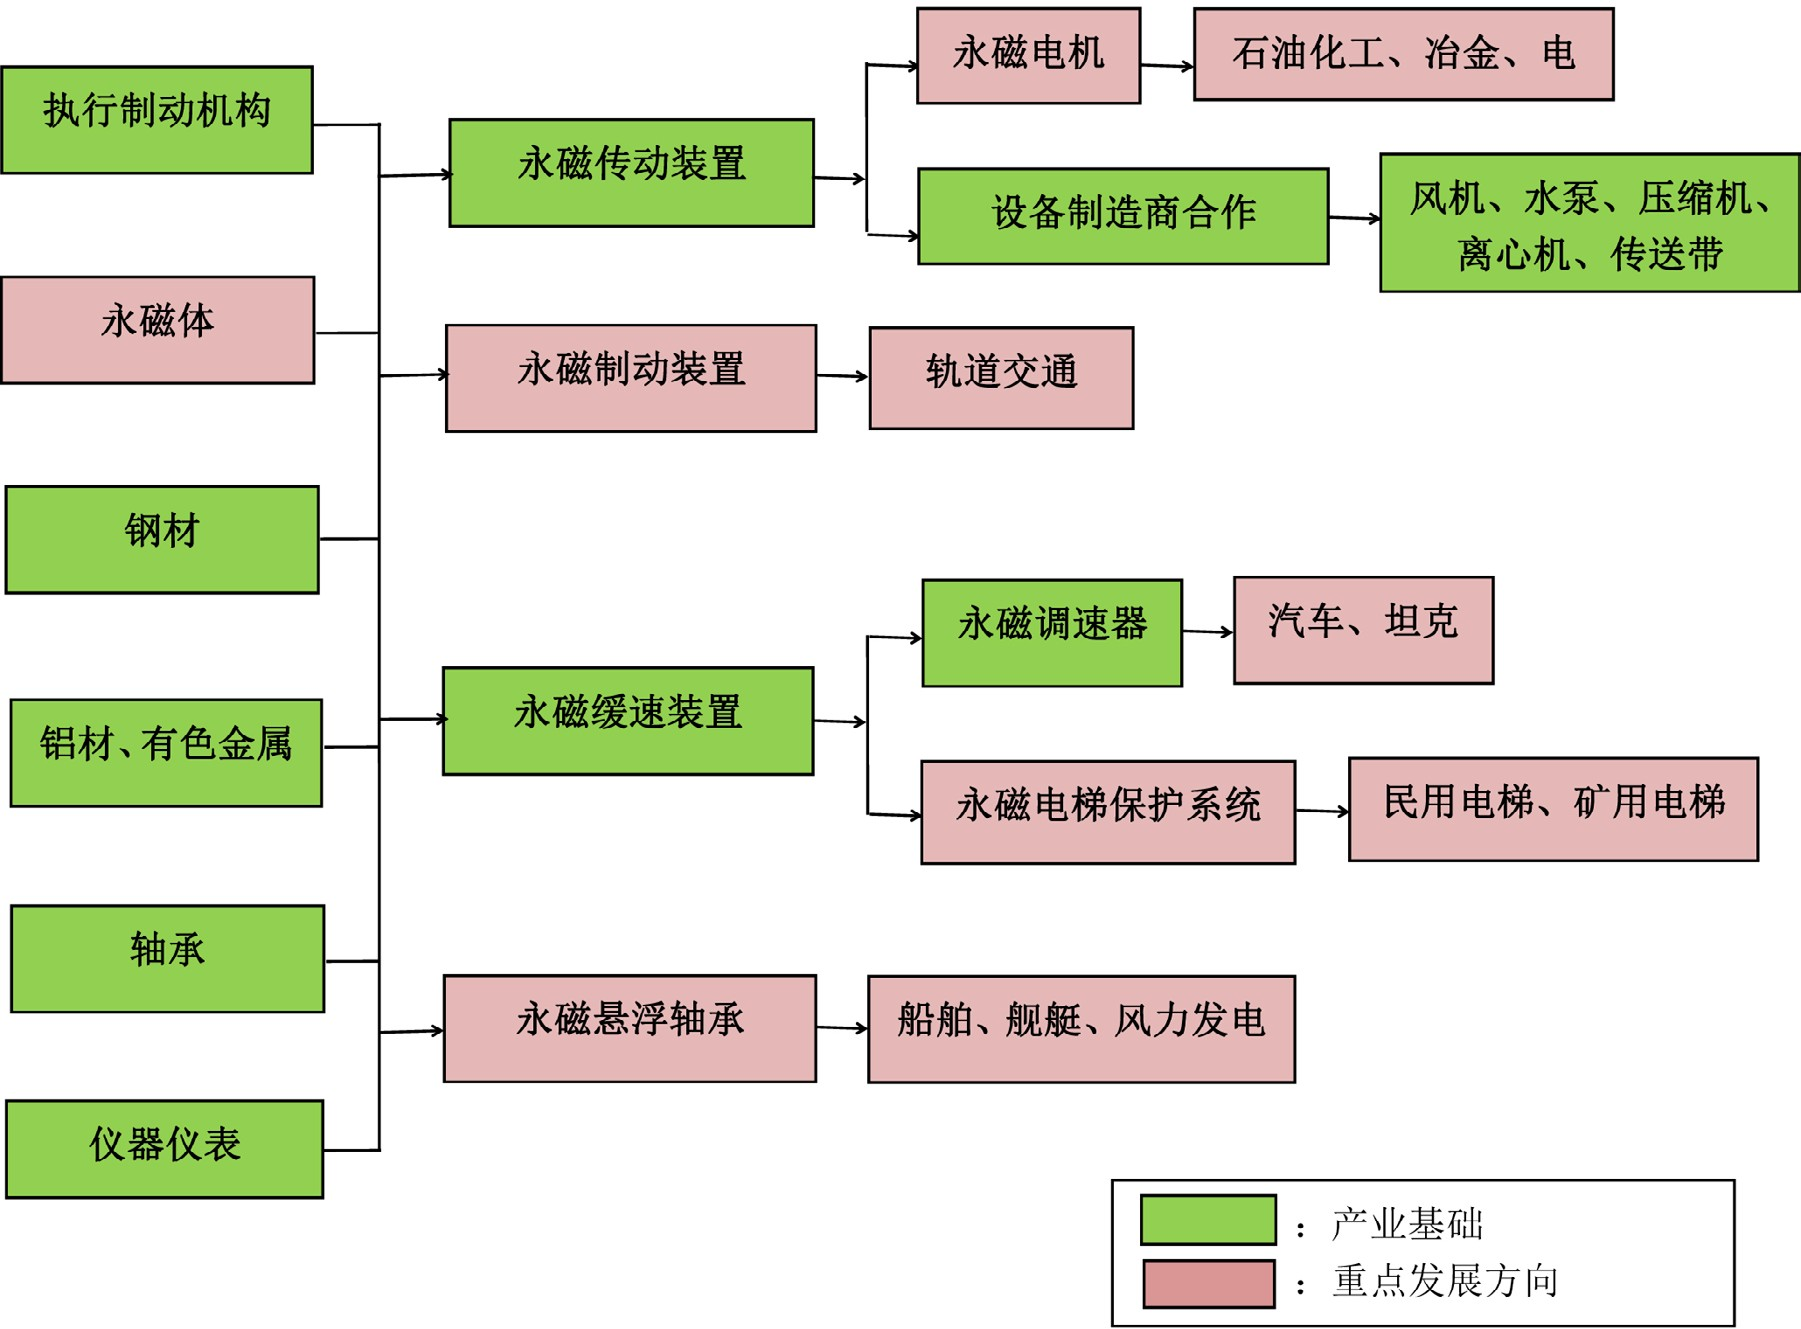 执行制动机构
永磁体
钢材
铝材、有色金属
轴承
仪器仪表
永磁传动装置
永磁制动装置
永磁缓速装置
永磁悬浮轴承
永磁电机
石油化工、冶金、电
设备制造商合作
风机、水泵、压缩机、
离心机、传送带
轨道交通
永磁调速器
汽车、坦克
永磁电梯保护系统
民用电梯、矿用电梯
船舶、舰艇、风力发电
：产业基础
：重点发展方向